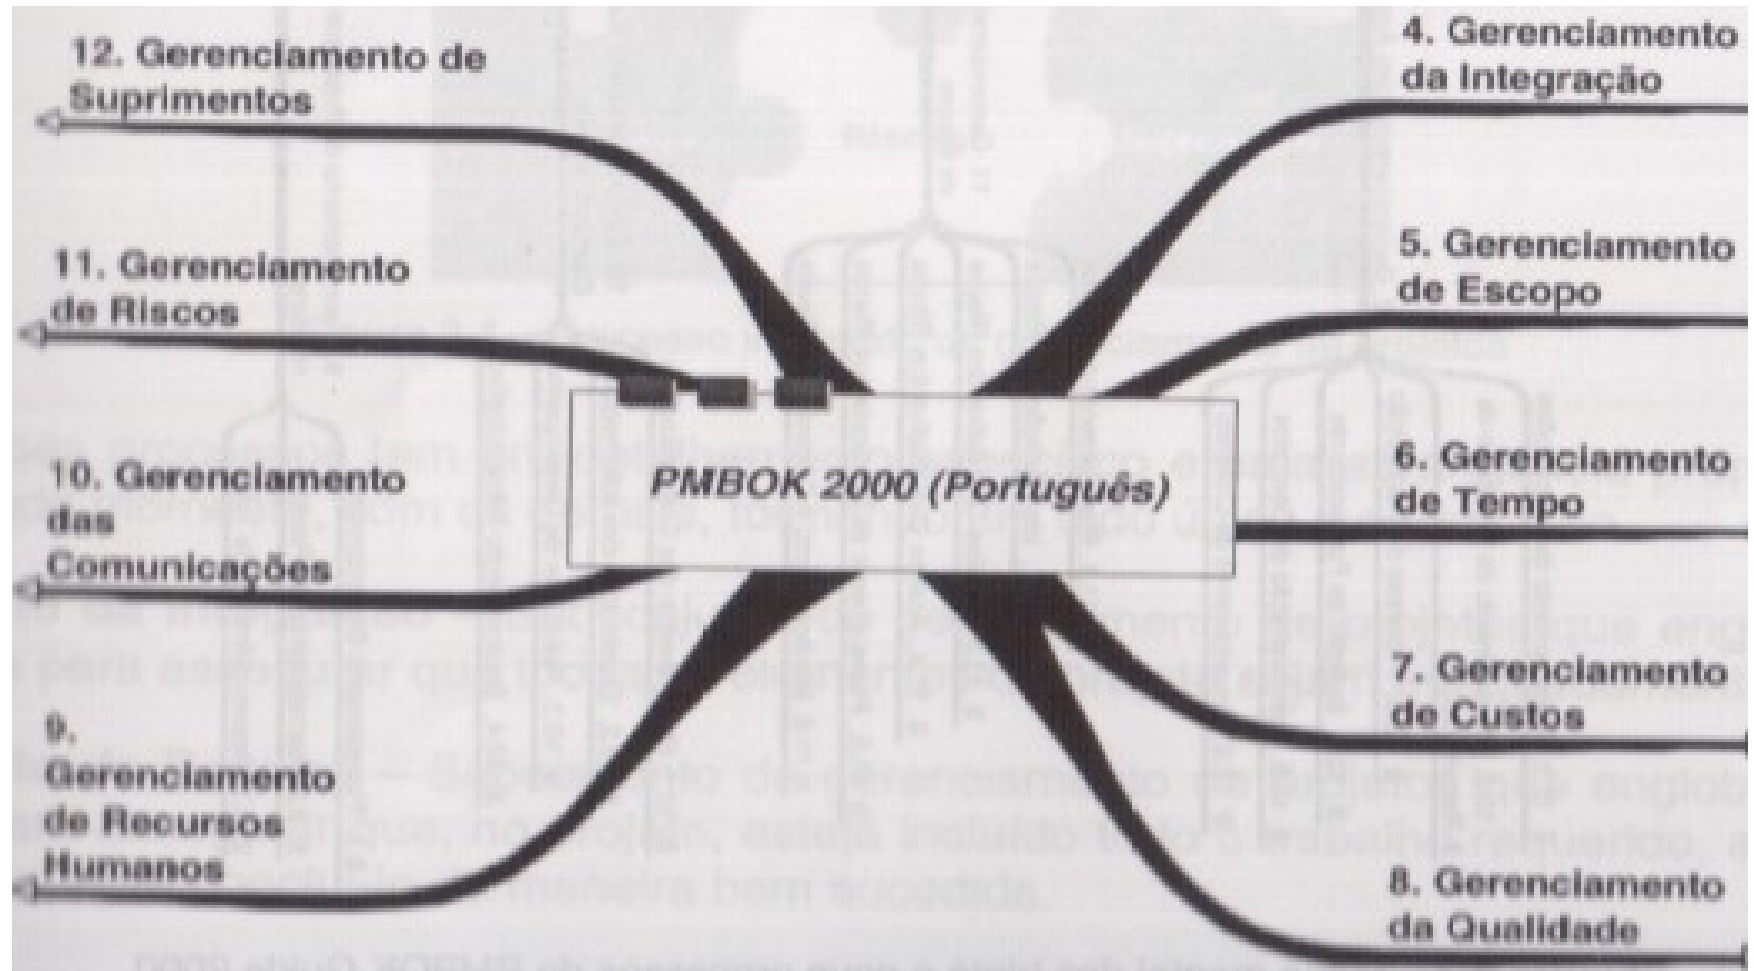 12. Gerenciamento de
Suprimentos
11. Gerenciamento
de Riscos
10. Gerenciamento
das
Comunicações
9.
Gerenciamento
de Recursos
Humanos
PMBOK 2000 (Português)
4. Gerenciamento
da Integração
5. Gerenciamento
de Escopo
6. Gerenciamento
de Tempo
7. Gerenciamento
de Custos
8. Gerenciamento
da Qualidade